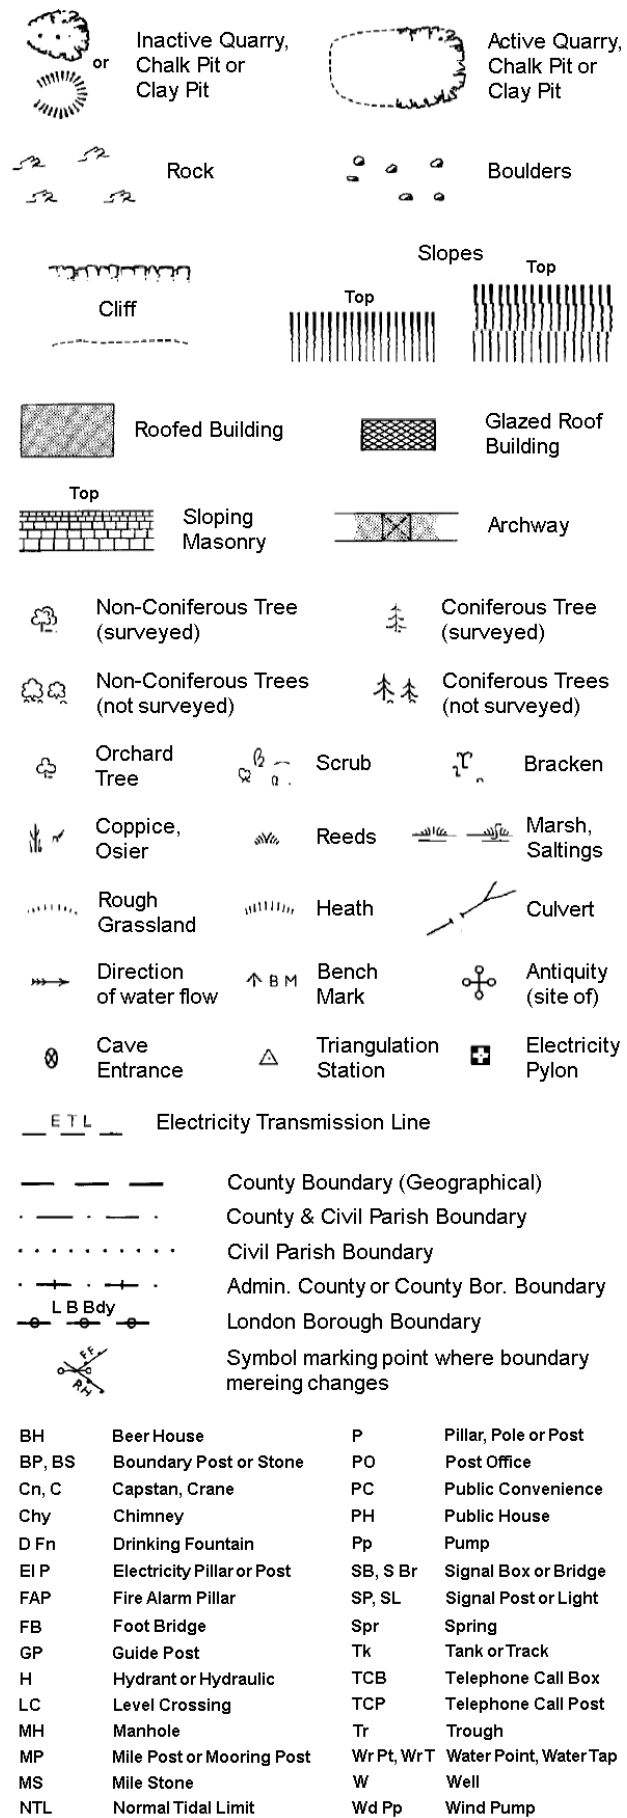 or
Inactive Quarry,
Chalk Pit or
Clay Pit
Active Quarry,
Chalk Pit or
Clay Pit
Rock
Boulders
Slopes
Top
Top
Cliff
Roofed Building
Glazed Roof
Building
Top
Sloping
Masonry
Archway
Non-Coniferous Tree
(surveyed)
Coniferous Tree
(surveyed)
Non-Coniferous Trees
(not surveyed)
Coniferous Trees
(not surveyed)
Orchard
Tree
Scrub
Bracken
Coppice,
Osier
Reeds
Marsh,
Saltings
Rough
Grassland
Heath
Culvert
Direction
of water flow
B M
Bench
Mark
Antiquity
(site of)
Cave
Entrance
Triangulation
Station
Electricity
Pylon
E T L
Electricity Transmission Line
County Boundary (Geographical)
County & Civil Parish Boundary
Civil Parish Boundary
Admin. County or County Bor. Boundary
L B Bdy
London Borough Boundary
FF
RH
Symbol marking point where boundary
mereing changes
BH Beer House P Pillar, Pole or Post
BP, BS Boundary Post or Stone PO Post Office
Cn, C Capstan, Crane PC Public Convenience
Chy Chimney PH Public House
D Fn Drinking Fountain Pp Pump
El P Electricity Pillar or Post SB, S Br Signal Box or Bridge
FAP Fire Alarm Pillar SP, SL Signal Post or Light
FB Foot Bridge Spr Spring
GP Guide Post Tk Tank or Track
H Hydrant or Hydraulic TCB Telephone Call Box
LC Level Crossing TCP Telephone Call Post
MH Manhole Tr Trough
MP Mile Post or Mooring Post Wr Pt, Wr T Water Point, Water Tap
MS Mile Stone W Well
NTL Normal Tidal Limit Wd Pp Wind Pump